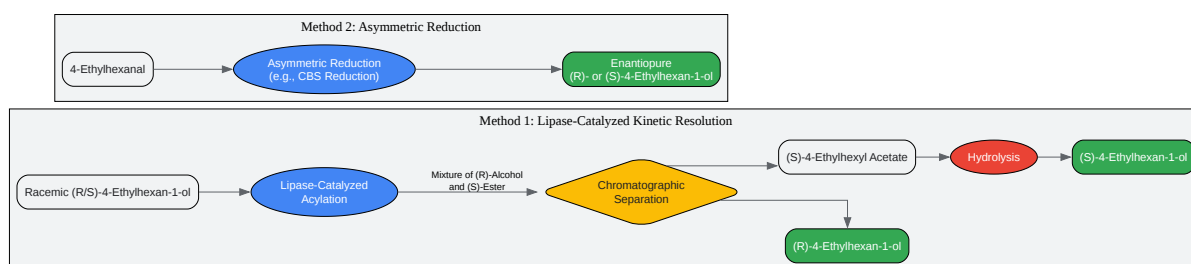 Method 2: Asymmetric Reduction
4-Ethylhexanal
Asymmetric Reduction
(e.g., CBS Reduction)
Enantiopure
(R)- or (S)-4-Ethylhexan-1-ol
Method 1: Lipase-Catalyzed Kinetic Resolution
Racemic (R/S)-4-Ethylhexan-1-ol
Lipase-Catalyzed
Acylation
Mixture of (R)-Alcohol
and (S)-Ester
Chromatographic
Separation
(S)-4-Ethylhexyl Acetate
Hydrolysis
(S)-4-Ethylhexan-1-ol
(R)-4-Ethylhexan-1-ol